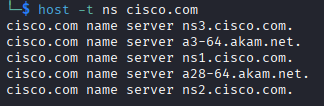 └─$ host -t ns cisco.com
cisco.com name server ns3.cisco.com.
cisco.com name server a3-64.akam.net.
cisco.com name server ns1.cisco.com.
cisco.com name server a28-64.akam.net.
cisco.com name server ns2.cisco.com.